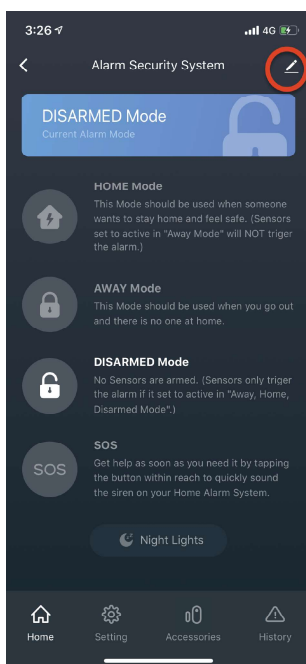 3:26 4G
Alarm Security System
DISARMED Mode
Current Alarm Mode
HOME Mode
This Mode should be used when someone
wants to stay home and feel safe. (Sensors
set to active in "Away Mode" will NOT triger
the alarm.)
AWAY Mode
This Mode should be used when you go out
and there is no one at home.
DISARMED Mode
No Sensors are armed. (Sensors only triger
the alarm if it set to active in "Away, Home,
Disarmed Mode".)
SOS
SOS
Get help as soon as you need it by tapping
the button within reach to quickly sound
the siren on your Home Alarm System.
Night Lights
Home Setting Accessories History